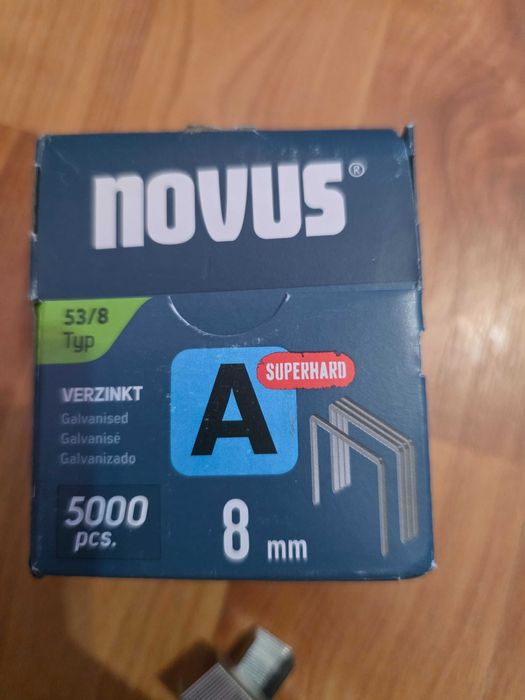 novus®
53/8
Typ
SUPERHARD
A
VERZINKT
Galvanised
Galvanisé
Galvanizado
5000
pcs.
8 mm